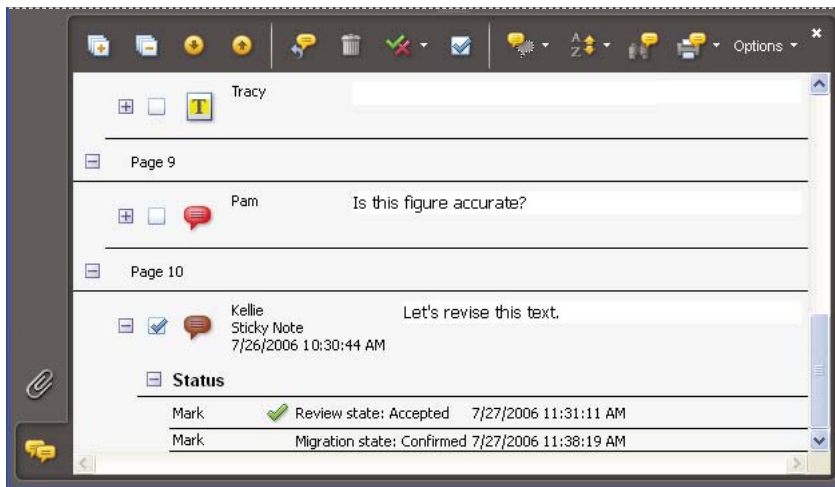 A Z Options
T Tracy
Page 9
Pam Is this figure accurate?
Page 10
Kellie Let's revise this text.
Sticky Note
7/26/2006 10:30:44 AM
Status
Mark Review state: Accepted 7/27/2006 11:31:11 AM
Mark Migration state: Confirmed 7/27/2006 11:38:19 AM